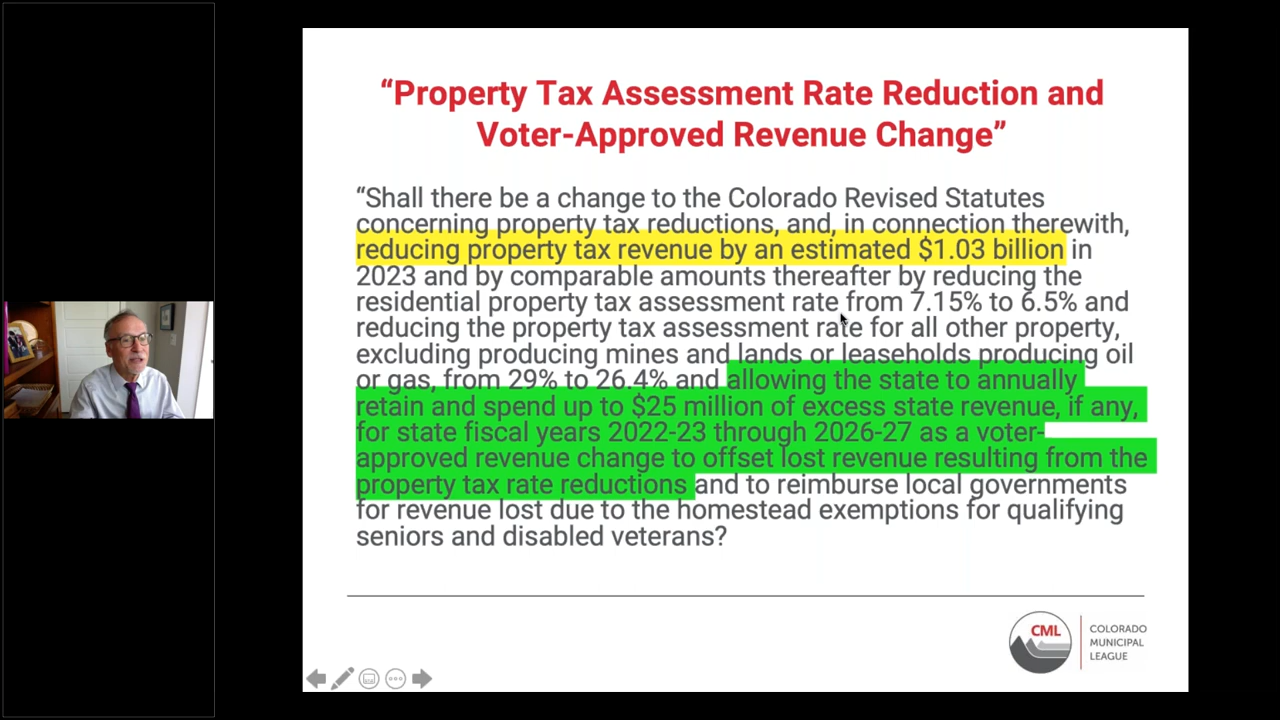 “Property Tax Assessment Rate Reduction and
Voter-Approved Revenue Change”
“Shall there be a change to the Colorado Revised Statutes
concerning property tax reductions, and, in connection therewith,
reducing property tax revenue by an estimated $1.03 billion in
2023 and by comparable amounts thereafter by reducing the
residential property tax assessment rate from 7.15% to 6.5% and
reducing the property tax assessment rate for all other property,
excluding producing mines and lands or leaseholds producing oil
or gas, from 29% to 26.4% and allowing the state to annually
retain and spend up to $25 million of excess state revenue, if any,
for state fiscal years 2022-23 through 2026-27 as a voter-
approved revenue change to offset lost revenue resulting from the
property tax rate reductions and to reimburse local governments
for revenue lost due to the homestead exemptions for qualifying
seniors and disabled veterans?
CML
COLORADO
MUNICIPAL
LEAGUE